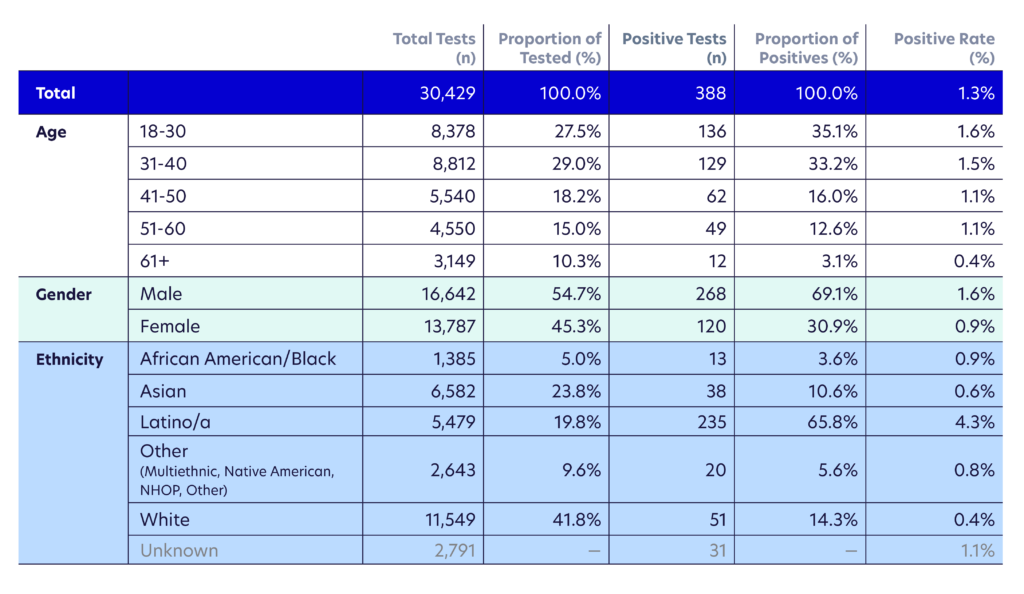 Total Tests (n) Proportion of Tested (%) Positive Tests (n) Proportion of Positives (%) Positive Rate (%)
Total 30,429 100.0% 388 100.0% 1.3%
Age 18-30 8,378 27.5% 136 35.1% 1.6%
31-40 8,812 29.0% 129 33.2% 1.5%
41-50 5,540 18.2% 62 16.0% 1.1%
51-60 4,550 15.0% 49 12.6% 1.1%
61+ 3,149 10.3% 12 3.1% 0.4%
Gender Male 16,642 54.7% 268 69.1% 1.6%
Female 13,787 45.3% 120 30.9% 0.9%
Ethnicity African American/Black 1,385 5.0% 13 3.6% 0.9%
Asian 6,582 23.8% 38 10.6% 0.6%
Latino/a 5,479 19.8% 235 65.8% 4.3%
Other
(Multiethnic, Native American, 2,643 9.6% 20 5.6% 0.8%
NHOP, Other)
White 11,549 41.8% 51 14.3% 0.4%
Unknown 2,791 — 31 — 1.1%